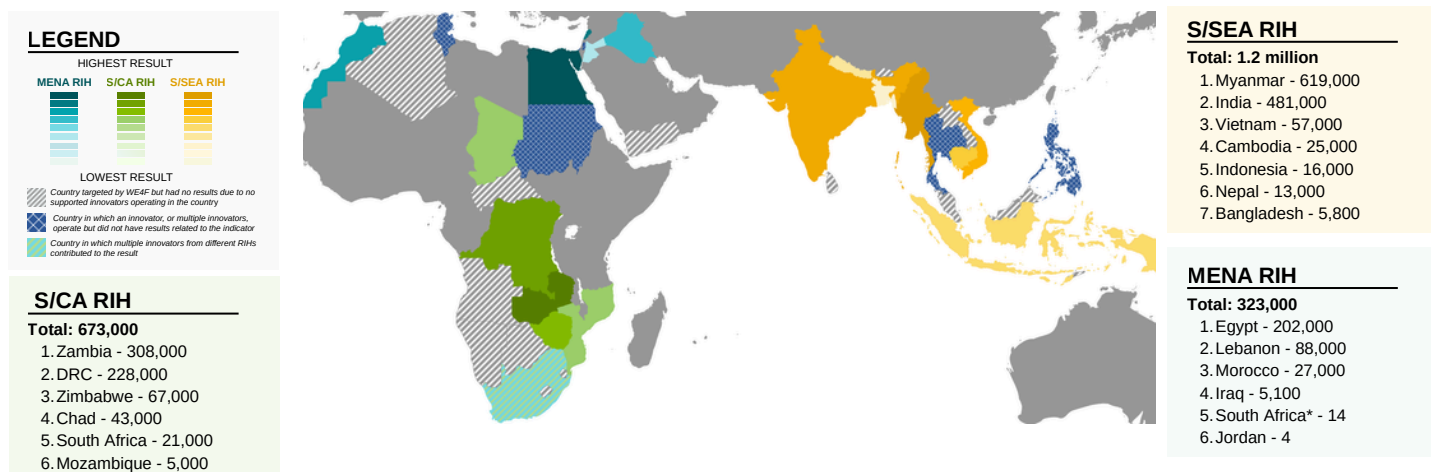 LEGEND
HIGHEST RESULT
MENA RIH S/CA RIH S/SEA RIH
LOWEST RESULT
Country targeted by WE4F but had no results due to no
supported innovators operating in the country
Country in which an innovator, or multiple innovators,
operate but did not have results related to the indicator
Country in which multiple innovators from different RIHs
contributed to the result
S/CA RIH
Total: 673,000
1. Zambia - 308,000
2. DRC - 228,000
3. Zimbabwe - 67,000
4. Chad - 43,000
5. South Africa - 21,000
6. Mozambique - 5,000
S/SEA RIH
Total: 1.2 million
1. Myanmar - 619,000
2. India - 481,000
3. Vietnam - 57,000
4. Cambodia - 25,000
5. Indonesia - 16,000
6. Nepal - 13,000
7. Bangladesh - 5,800
MENA RIH
Total: 323,000
1. Egypt - 202,000
2. Lebanon - 88,000
3. Morocco - 27,000
4. Iraq - 5,100
5. South Africa* - 14
6. Jordan - 4